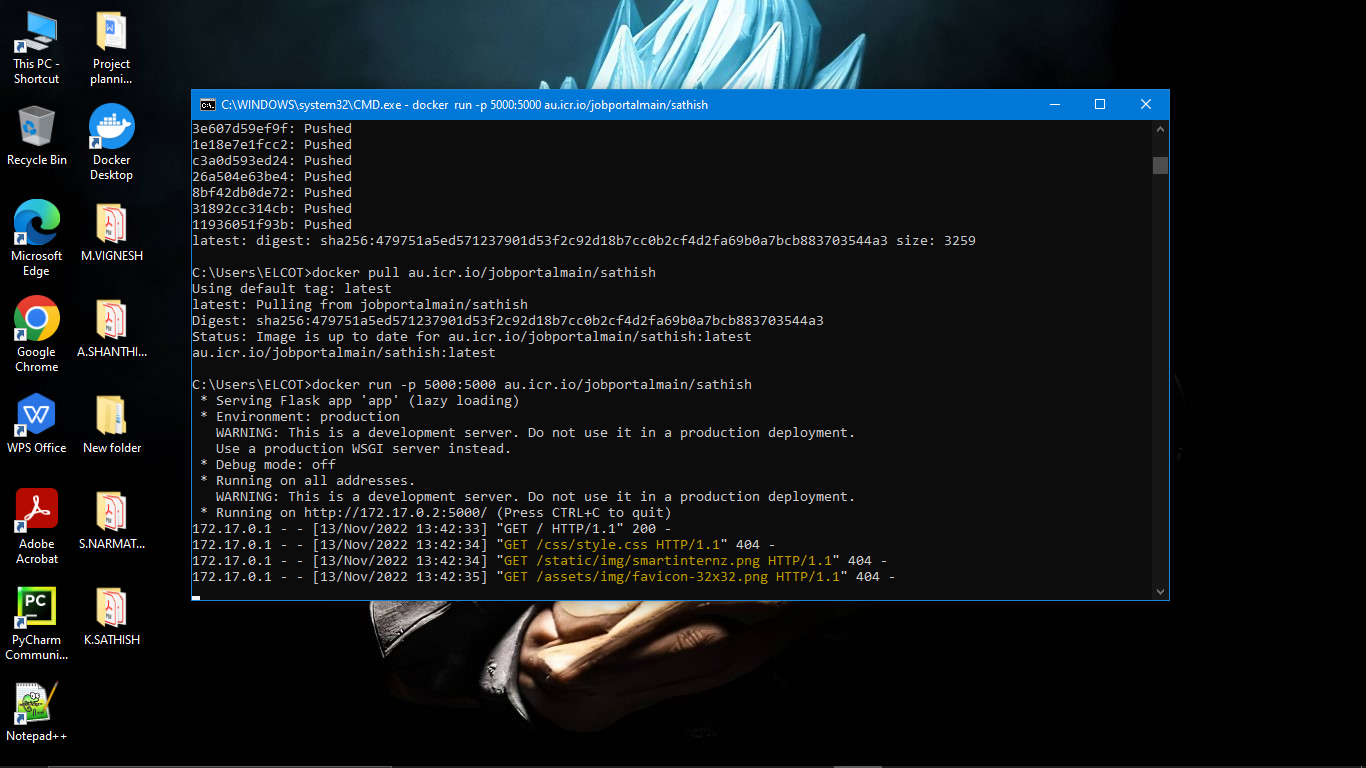 This PC -
Shortcut
Project
planni...
Recycle Bin
Docker
Desktop
Microsoft
Edge
M.VIGNESH
Google
Chrome
A.SHANTHI...
WPS Office
New folder
Adobe
Acrobat
S.NARMAT...
PC
PyCharm
Communi...
K.SATHISH
Notepad++
C:\WINDOWS\system32\CMD.exe - docker  run -p 5000:5000 au.icr.io/jobportalmain/sathish
3e607d59ef9f: Pushed
1e18e7e1fcc2: Pushed
c3a0d593ed24: Pushed
26a504e63be4: Pushed
8bf42db0de72: Pushed
31892cc314cb: Pushed
11936051f93b: Pushed
latest: digest: sha256:479751a5ed571237901d53f2c92d18b7cc0b2cf4d2fa69b0a7bcb883703544a3 size: 3259
C:\Users\ELCOT>docker pull au.icr.io/jobportalmain/sathish
Using default tag: latest
latest: Pulling from jobportalmain/sathish
Digest: sha256:479751a5ed571237901d53f2c92d18b7cc0b2cf4d2fa69b0a7bcb883703544a3
Status: Image is up to date for au.icr.io/jobportalmain/sathish:latest
au.icr.io/jobportalmain/sathish:latest
C:\Users\ELCOT>docker run -p 5000:5000 au.icr.io/jobportalmain/sathish
 * Serving Flask app 'app' (lazy loading)
 * Environment: production
   WARNING: This is a development server. Do not use it in a production deployment.
   Use a production WSGI server instead.
 * Debug mode: off
 * Running on all addresses.
   WARNING: This is a development server. Do not use it in a production deployment.
 * Running on http://172.17.0.2:5000/ (Press CTRL+C to quit)
172.17.0.1 - - [13/Nov/2022 13:42:33] "GET / HTTP/1.1" 200 -
172.17.0.1 - - [13/Nov/2022 13:42:34] "GET /css/style.css HTTP/1.1" 404 -
172.17.0.1 - - [13/Nov/2022 13:42:34] "GET /static/img/smartinternz.png HTTP/1.1" 404 -
172.17.0.1 - - [13/Nov/2022 13:42:35] "GET /assets/img/favicon-32x32.png HTTP/1.1" 404 -